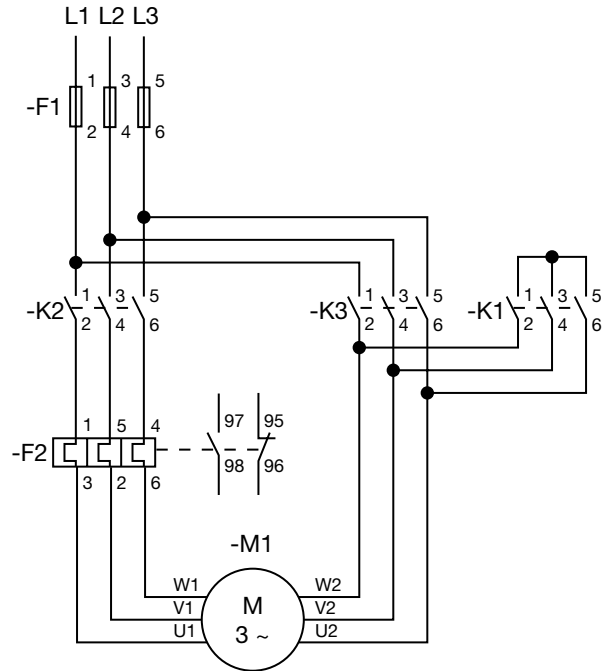 L1 L2 L3
1 3 5
-F1
2 4 6
1 3 5 1 3 5 1 3 5
-K2 -K3 -K1
2 4 6 2 4 6 2 4 6
1 5 4 97 95
-F2
3 2 6 98 96
-M1
W1 M W2
V1 V2
U1 3 ~ U2